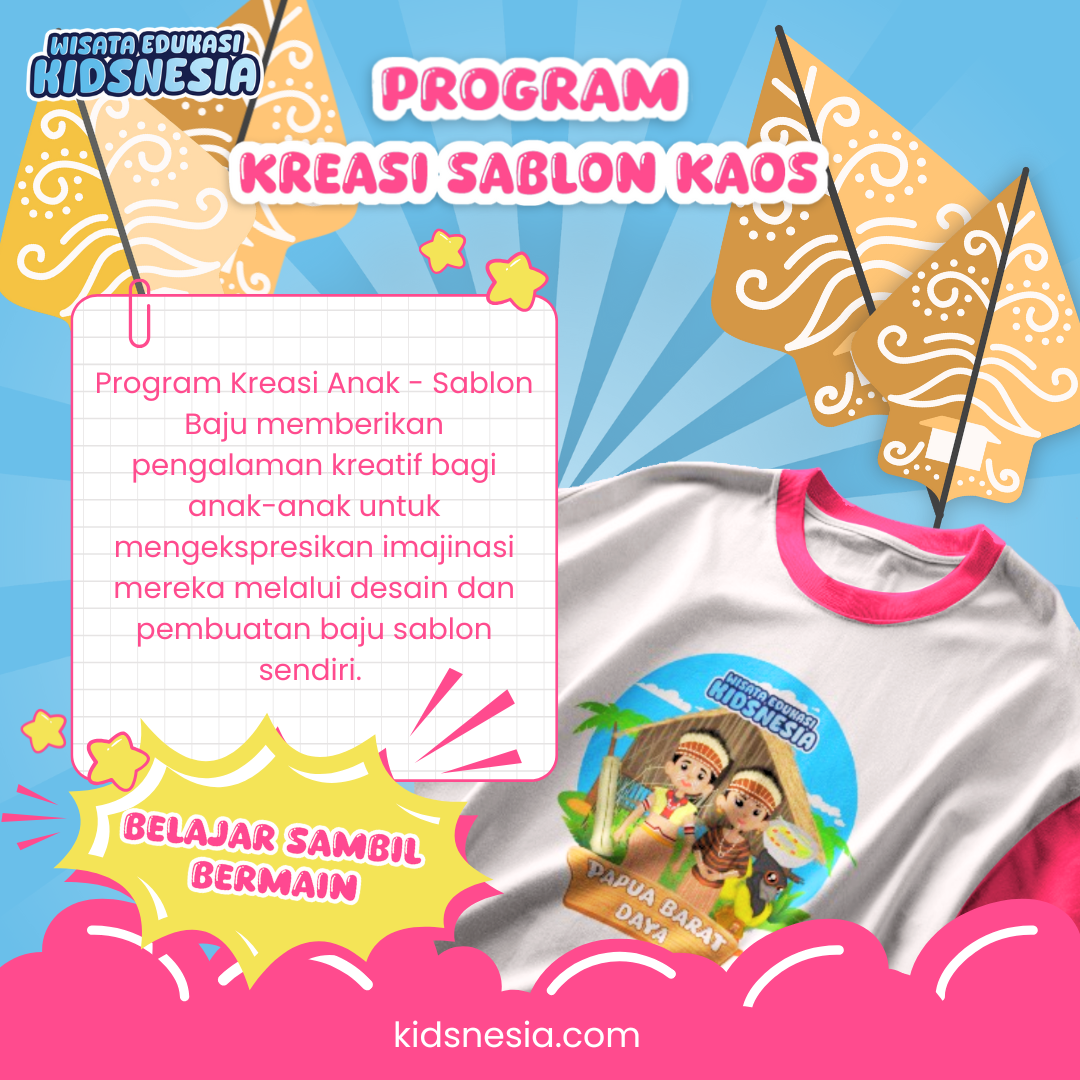 WISATA EDUKASI
KIDSNESIA
PROGRAM
KREASI SABLON KAOS
Program Kreasi Anak - Sablon
Baju memberikan
pengalaman kreatif bagi
anak-anak untuk
mengekspresikan imajinasi
mereka melalui desain dan
pembuatan baju sablon
sendiri.
WISATA EDUKASI
KIDSNESIA
PAPUA BARAT
DAYA
BELAJAR SAMBIL
BERMAIN
kidsnesia.com